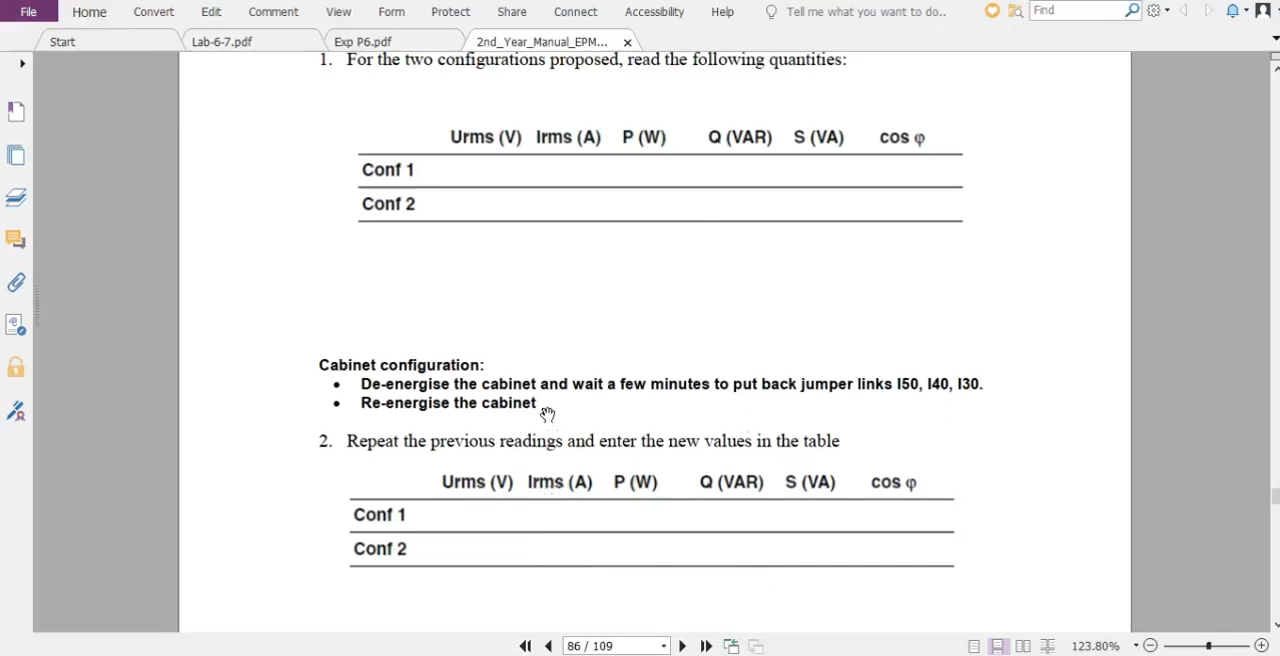 File Home Convert Edit Comment View Form Protect Share Connect Accessibility Help Tell me what you want to do.. Find
Start Lab-6-7.pdf Exp P6.pdf 2nd_Year_Manual_EPM... ×
1. For the two configurations proposed, read the following quantities:
Urms (V) Irms (A) P (W) Q (VAR) S (VA) cos φ
Conf 1
Conf 2
Cabinet configuration:
• De-energise the cabinet and wait a few minutes to put back jumper links I50, I40, I30.
• Re-energise the cabinet
2. Repeat the previous readings and enter the new values in the table
Urms (V) Irms (A) P (W) Q (VAR) S (VA) cos φ
Conf 1
Conf 2
86 / 109 123.80%